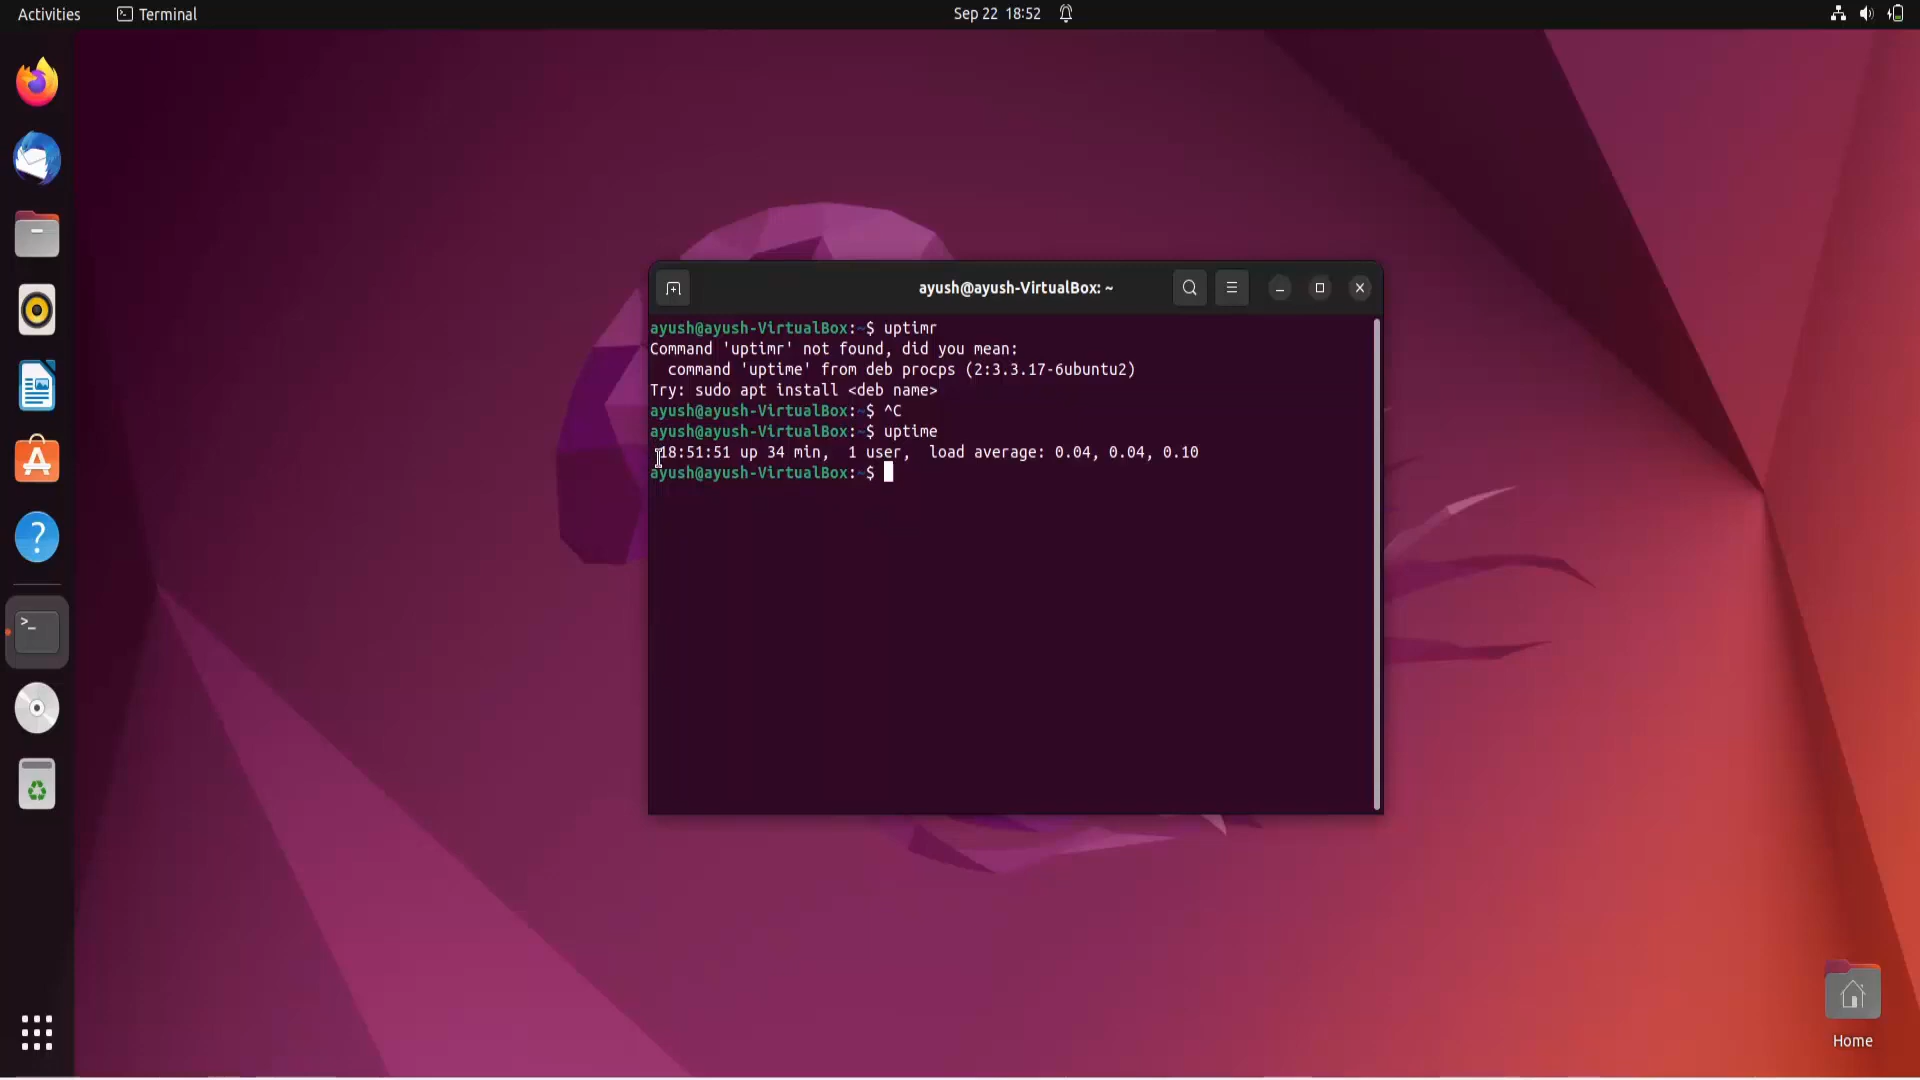 Activities Terminal Sep 22 18:52
ayush@ayush-VirtualBox: ~
ayush@ayush-VirtualBox:~$ uptimr
Command 'uptimr' not found, did you mean:
command 'uptime' from deb procps (2:3.3.17-6ubuntu2)
Try: sudo apt install <deb name>
ayush@ayush-VirtualBox:~$ ^C
ayush@ayush-VirtualBox:~$ uptime
18:51:51 up 34 min, 1 user, load average: 0.04, 0.04, 0.10
ayush@ayush-VirtualBox:~$
Home